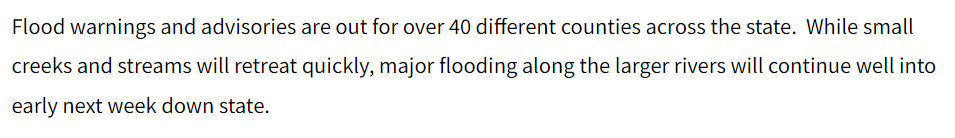 Flood warnings and advisories are out for over 40 different counties across the state.  While small
creeks and streams will retreat quickly, major flooding along the larger rivers will continue well into
early next week down state.